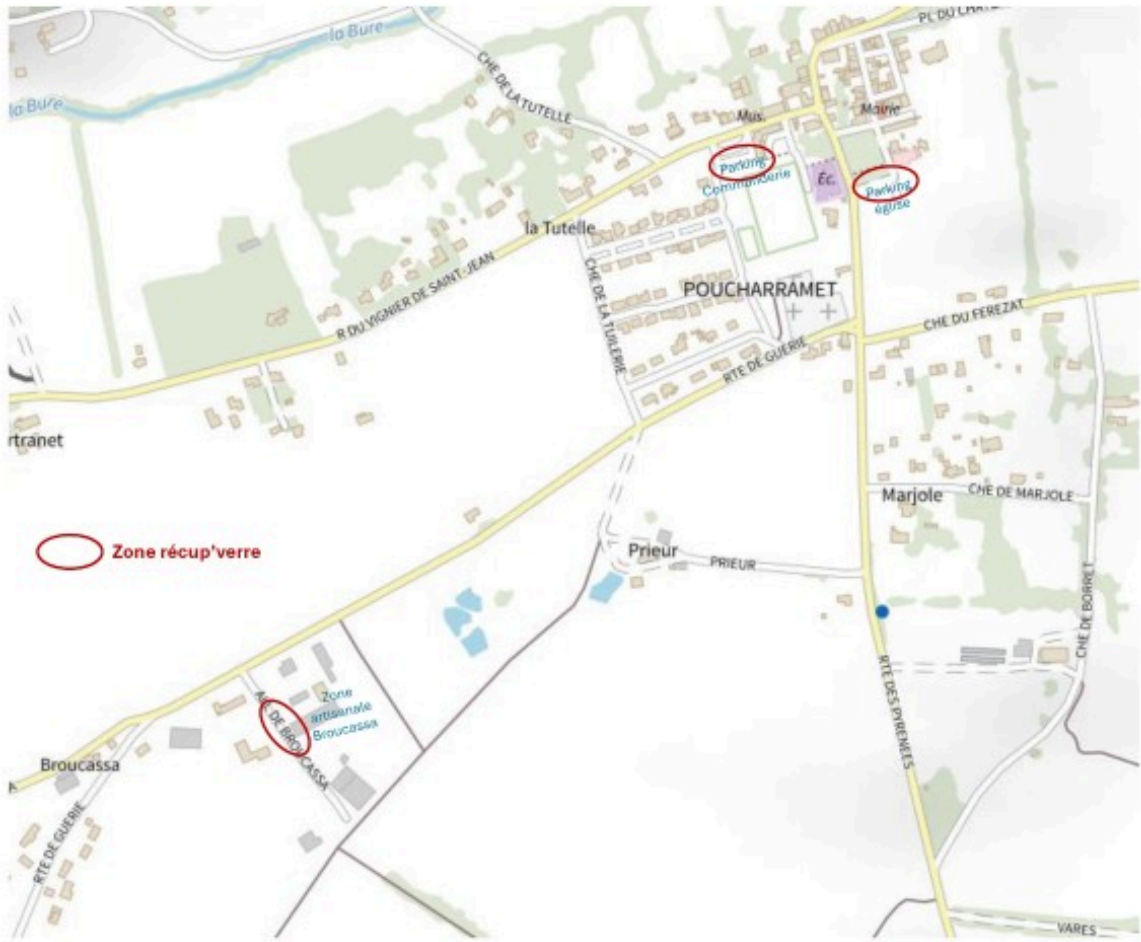 la Bure
PL DU CHÂTE
la Bure
CHE DE LA TUTELLE
Mus.
Mairie
Parking
Commanderie
Éc.
Parking
église
la Tutelle
R DU VIGNIER DE SAINT-JEAN
CHE DE LA TUILERIE
POUCHARRAMET
CHE DU FEREZAT
RTE DE GUERIE
rtranet
Marjole
CHE DE MARJOLE
Zone récup'verre
Prieur
PRIEUR
CHE DE BORRET
RTE DES PYRENEES
Zone
artisanale
Broucassa
ALL DE BROUCASSA
Broucassa
A
RTE DE GUERIE
VARES